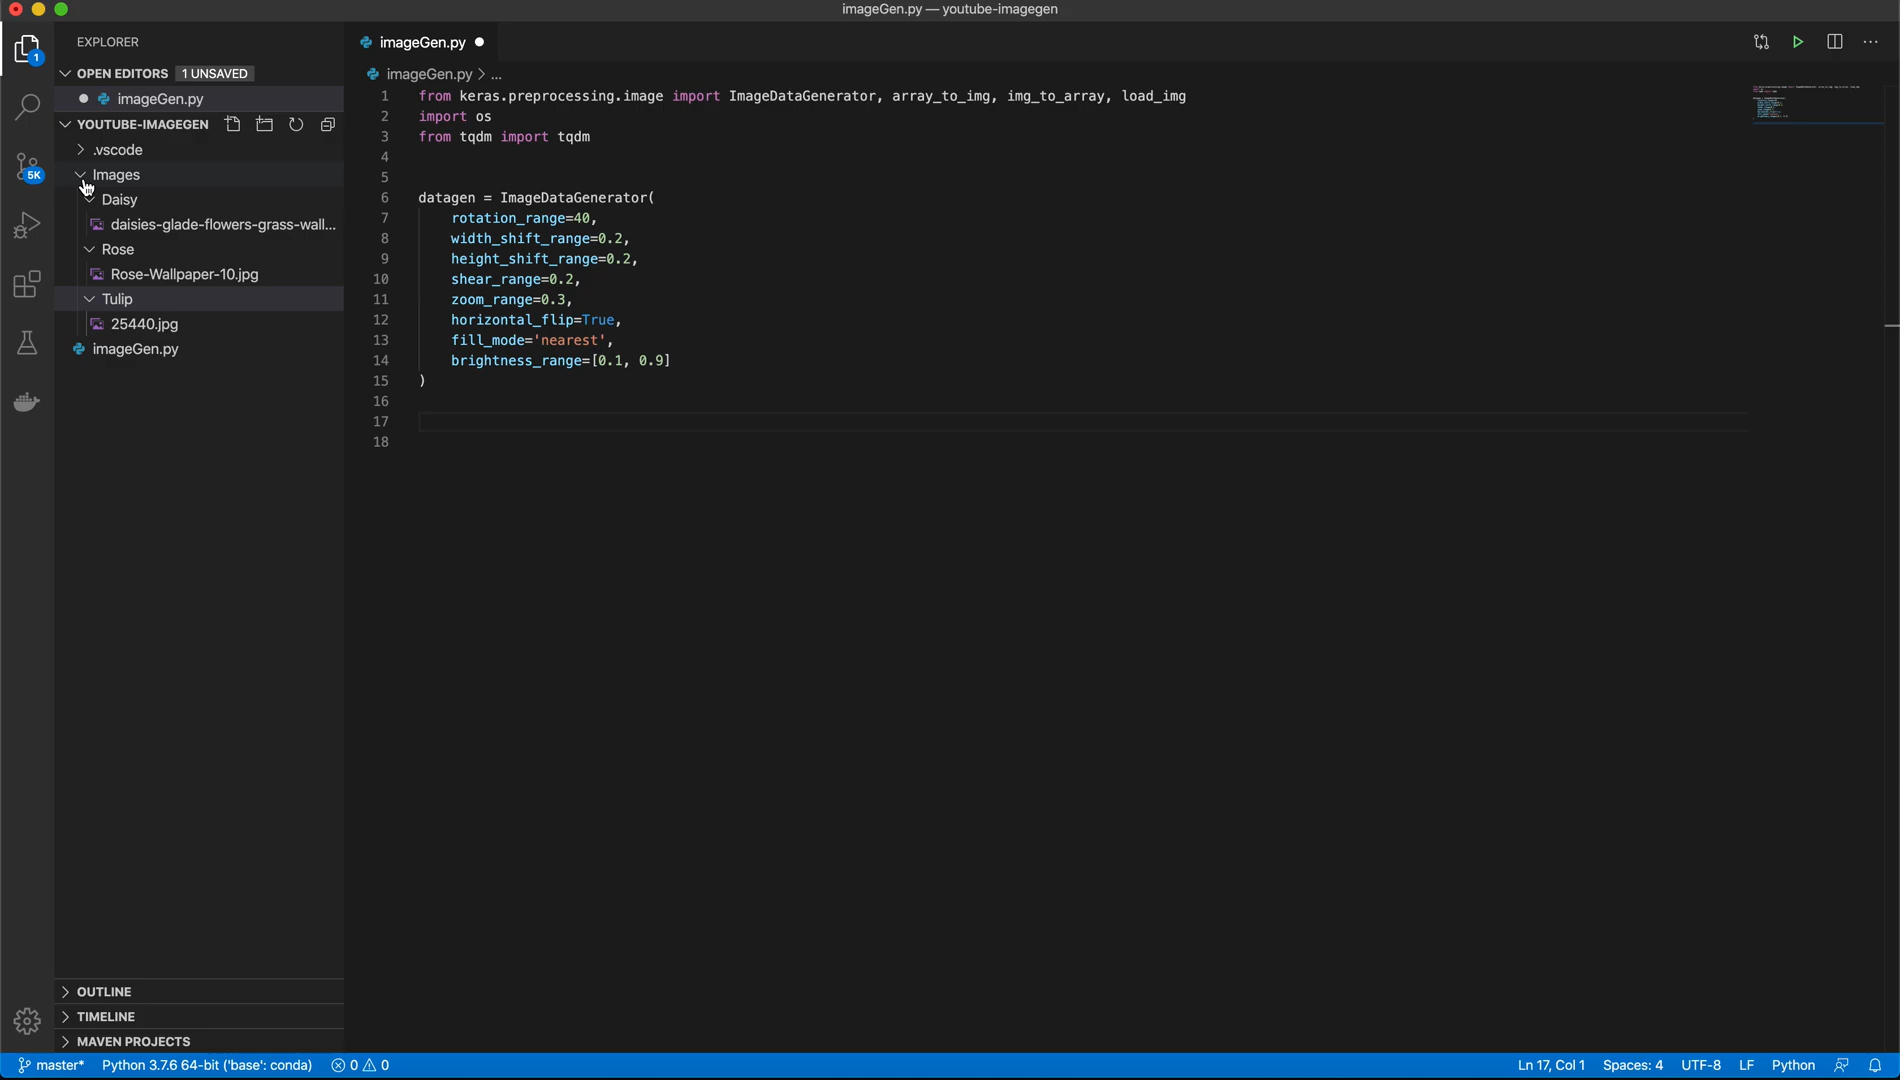 imageGen.py — youtube-imagegen
1
5K
EXPLORER
OPEN EDITORS 1 UNSAVED
imageGen.py
YOUTUBE-IMAGEGEN
.vscode
Images
Daisy
daisies-glade-flowers-grass-wall...
Rose
Rose-Wallpaper-10.jpg
Tulip
25440.jpg
imageGen.py
OUTLINE
TIMELINE
MAVEN PROJECTS
imageGen.py
imageGen.py > ...
1 from keras.preprocessing.image import ImageDataGenerator, array_to_img, img_to_array, load_img
2 import os
3 from tqdm import tqdm
4
5
6 datagen = ImageDataGenerator(
7 rotation_range=40,
8 width_shift_range=0.2,
9 height_shift_range=0.2,
10 shear_range=0.2,
11 zoom_range=0.3,
12 horizontal_flip=True,
13 fill_mode='nearest',
14 brightness_range=[0.1, 0.9]
15 )
16
17
18
master* Python 3.7.6 64-bit ('base': conda) 0 0 Ln 17, Col 1 Spaces: 4 UTF-8 LF Python